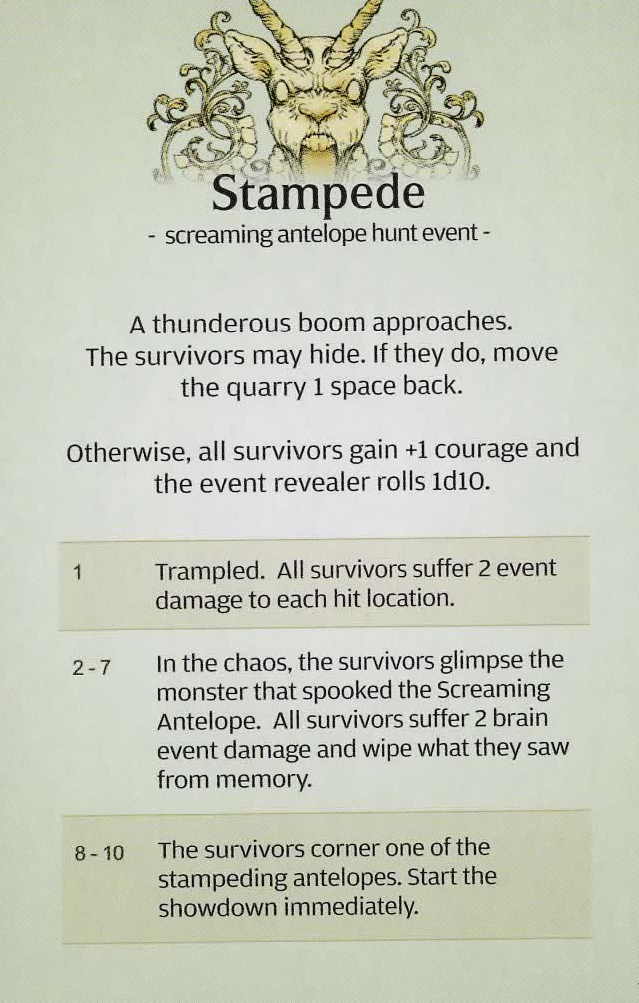 Stampede
- screaming antelope hunt event -
A thunderous boom approaches.
The survivors may hide. If they do, move
the quarry 1 space back.
Otherwise, all survivors gain +1 courage and
the event revealer rolls 1d10.
1 Trampled. All survivors suffer 2 event
damage to each hit location.
2 - 7 In the chaos, the survivors glimpse the
monster that spooked the Screaming
Antelope. All survivors suffer 2 brain
event damage and wipe what they saw
from memory.
8 - 10 The survivors corner one of the
stampeding antelopes. Start the
showdown immediately.